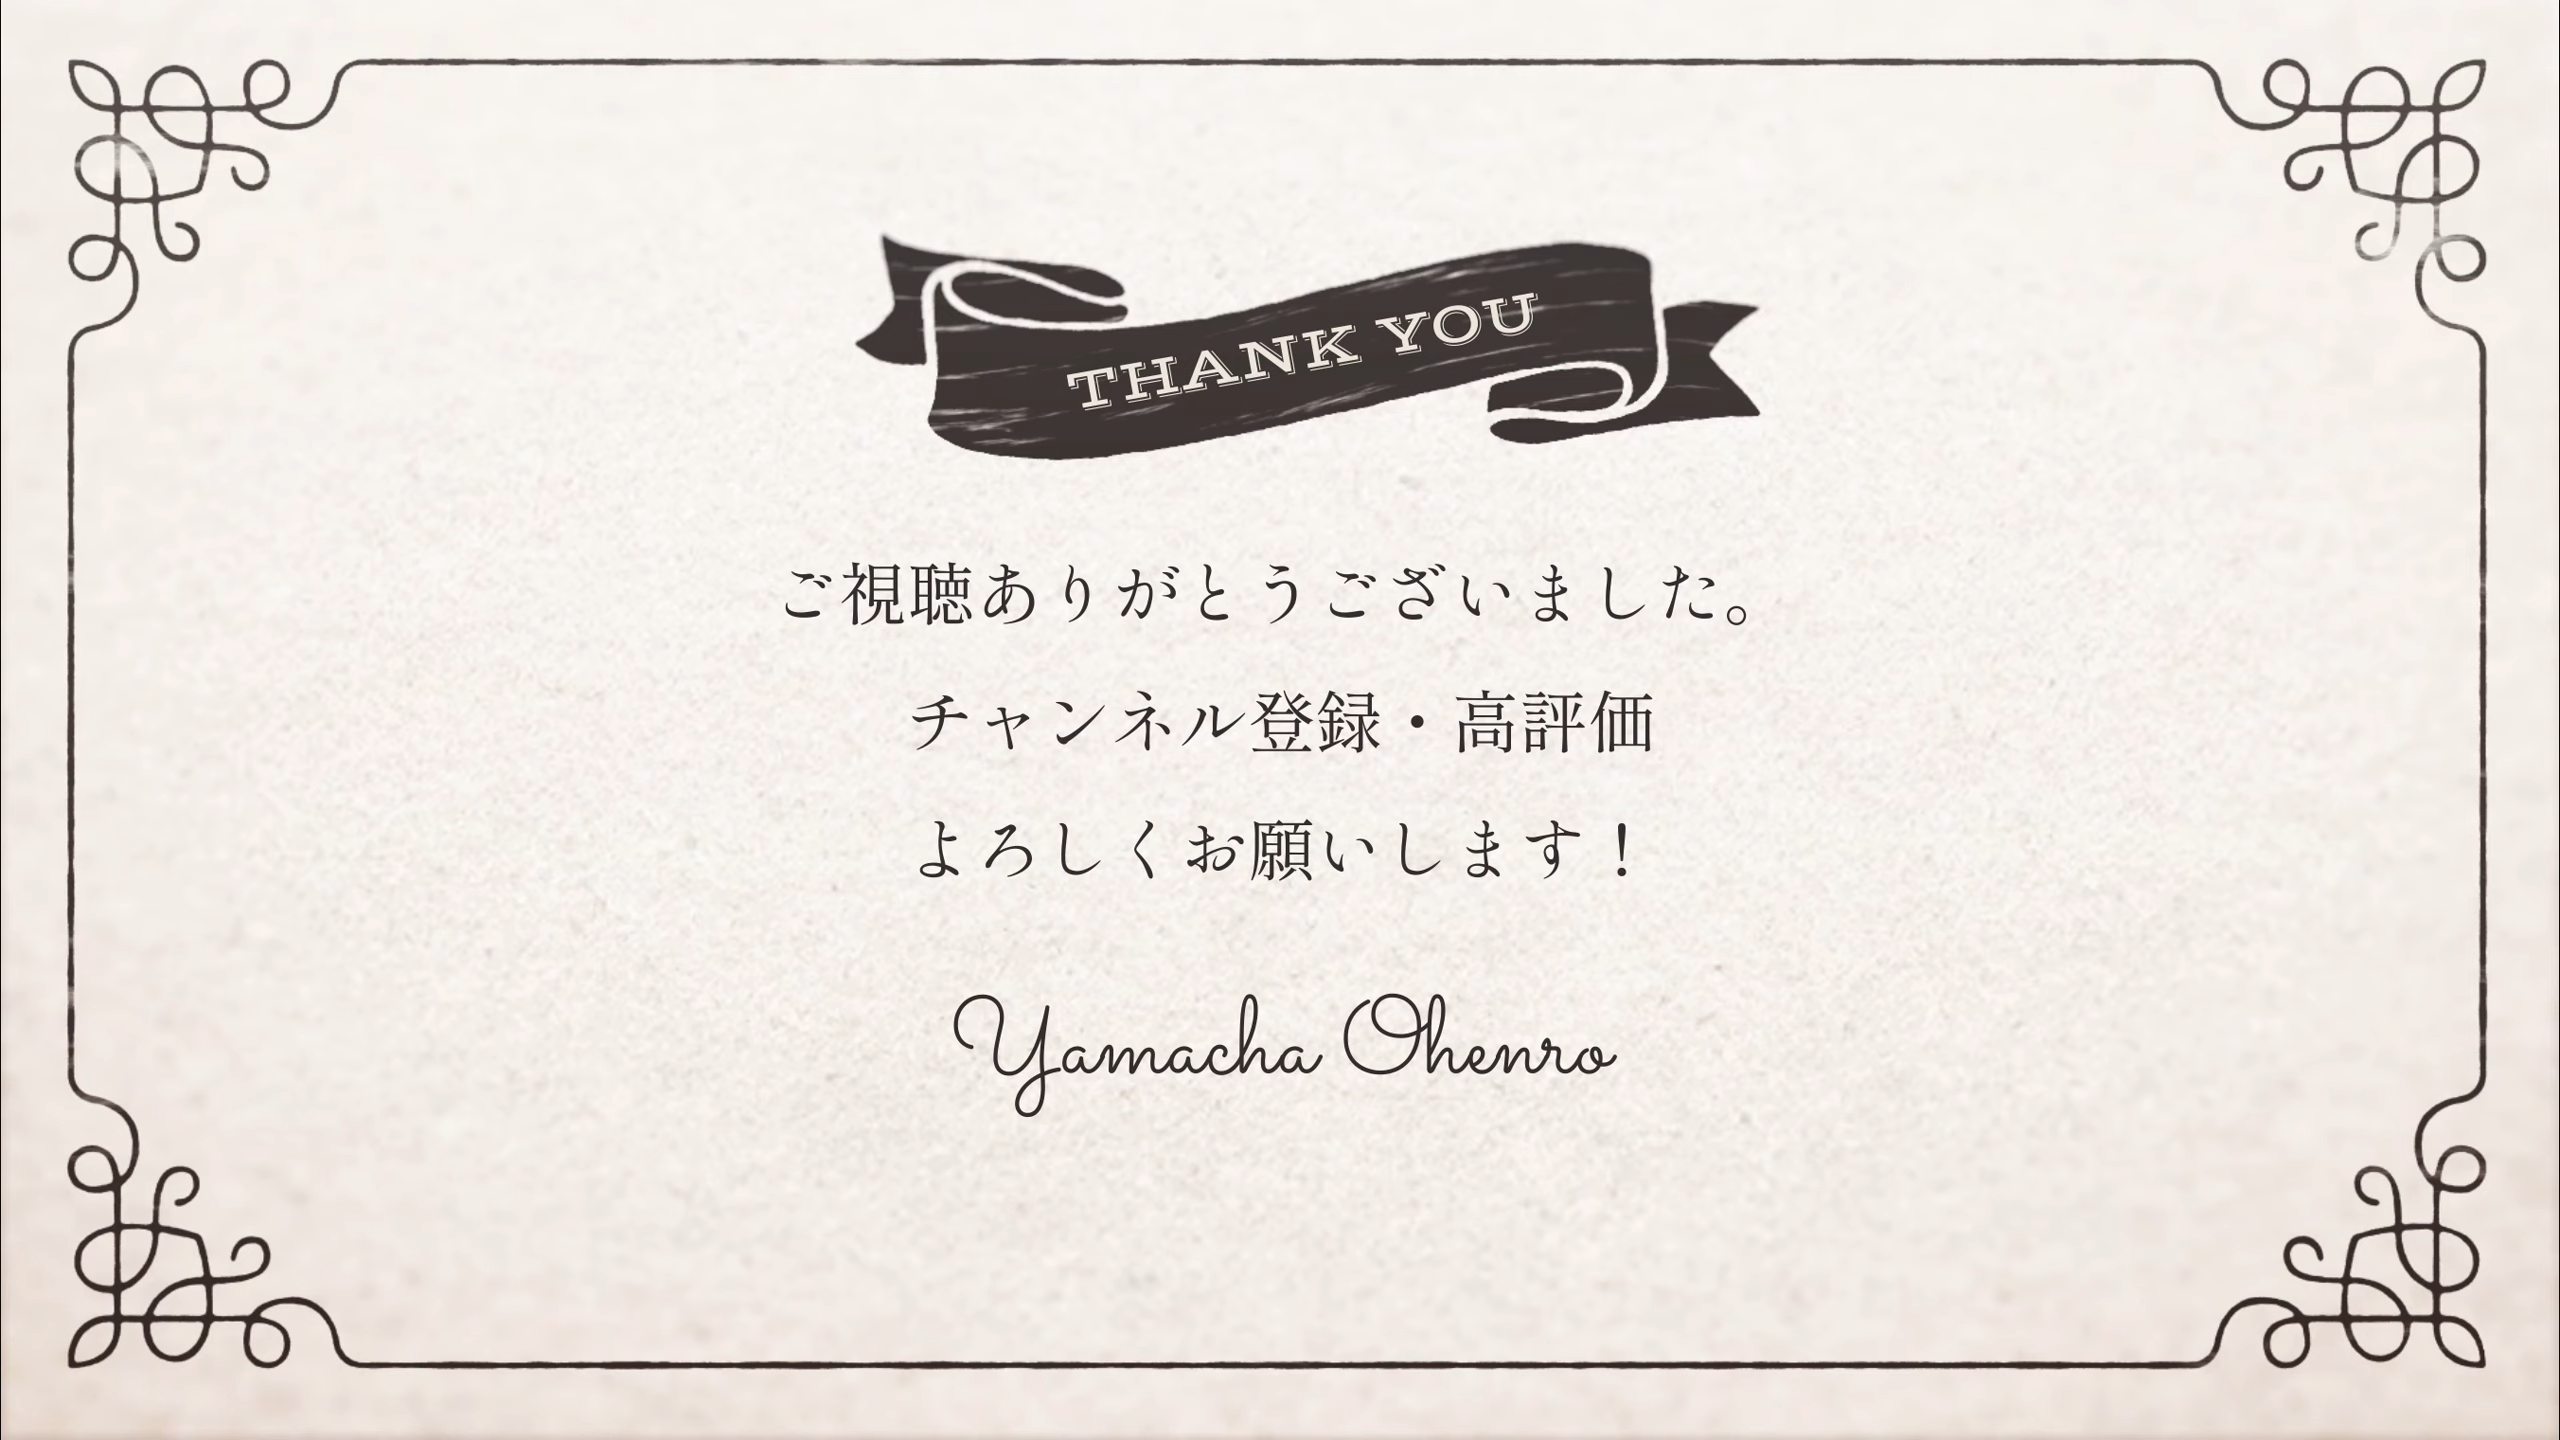 THANK YOU
ご視聴ありがとうございました。
チャンネル登録・高評価
よろしくお願いします！
Yamacha Ohenro